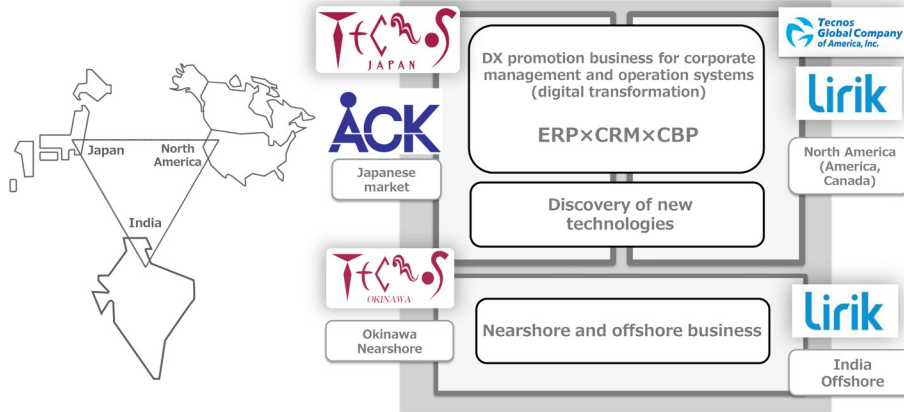 Japan
North
America
India
TECNOS
JAPAN
ACK
Japanese
market
TECNOS
OKINAWA
Okinawa
Nearshore
DX promotion business for corporate
management and operation systems
(digital transformation)
ERP×CRM×CBP
Discovery of new
technologies
Nearshore and offshore business
Tecnos
Global Company
of America, Inc.
Lirik
North America
(America,
Canada)
Lirik
India
Offshore